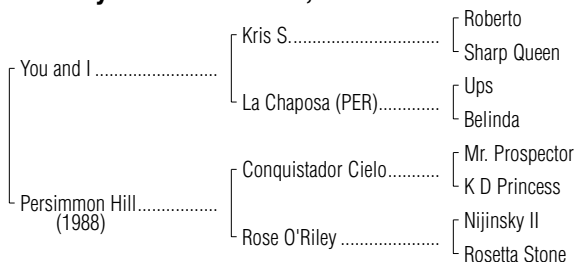 Roberto
Kris S.
Sharp Queen
You and I
Ups
La Chaposa (PER)
Belinda
Mr. Prospector
Conquistador Cielo
K D Princess
Persimmon Hill
(1988)
Nijinsky II
Rose O'Riley
Rosetta Stone